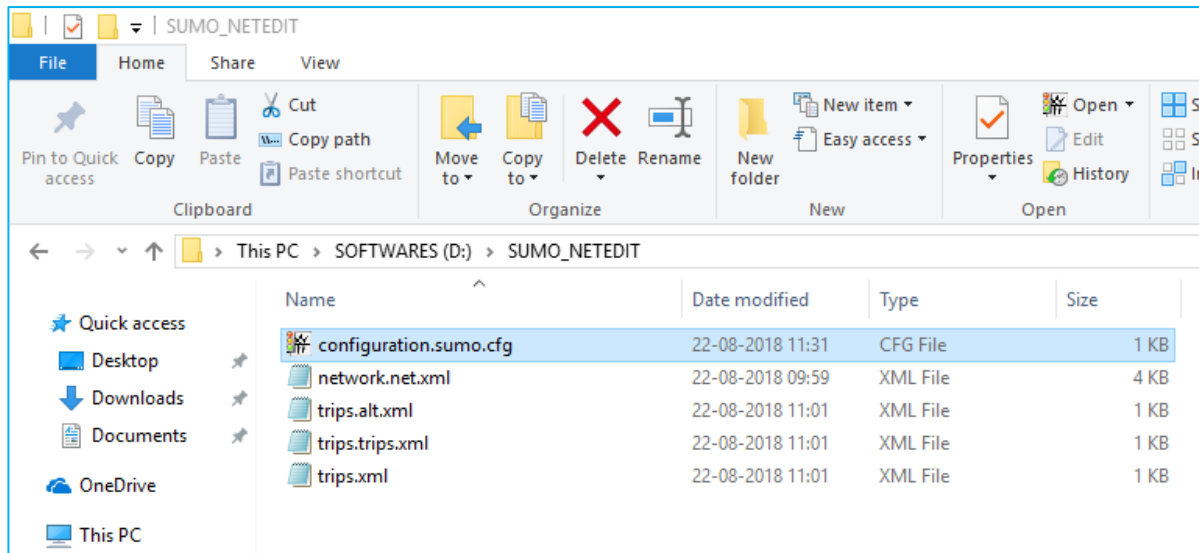 SUMO_NETEDIT
File Home Share View
Pin to Quick access
Copy
Paste
Cut
Copy path
Paste shortcut
Clipboard
Move to
Copy to
Delete
Rename
Organize
New folder
New item
Easy access
New
Properties
Open
Edit
History
Open
This PC > SOFTWARES (D:) > SUMO_NETEDIT
Quick access
Desktop
Downloads
Documents
OneDrive
This PC
Name Date modified Type Size
configuration.sumo.cfg 22-08-2018 11:31 CFG File 1 KB
network.net.xml 22-08-2018 09:59 XML File 4 KB
trips.alt.xml 22-08-2018 11:01 XML File 1 KB
trips.trips.xml 22-08-2018 11:01 XML File 1 KB
trips.xml 22-08-2018 11:01 XML File 1 KB